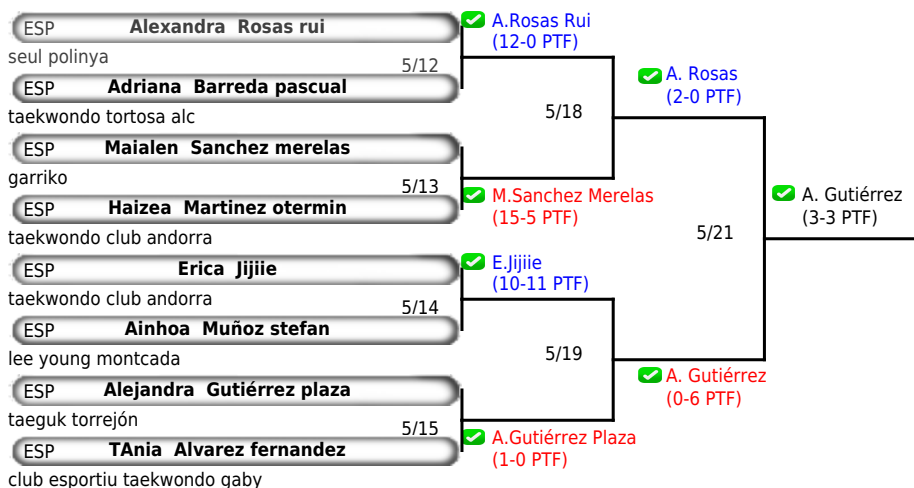 ESP Alexandra Rosas rui
seul polinya
5/12
ESP Adriana Barreda pascual
taekwondo tortosa alc
ESP Maialen Sanchez merelas
garriko
5/13
ESP Haizea Martinez otermin
taekwondo club andorra
ESP Erica Jijiie
taekwondo club andorra
5/14
ESP Ainhoa Muñoz stefan
lee young montcada
ESP Alejandra Gutiérrez plaza
taeguk torrejón
5/15
ESP TAnia Alvarez fernandez
club esportiu taekwondo gaby
A.Rosas Rui
(12-0 PTF)
5/18
M.Sanchez Merelas
(15-5 PTF)
E.Jijiie
(10-11 PTF)
5/19
A.Gutiérrez Plaza
(1-0 PTF)
A. Rosas
(2-0 PTF)
5/21
A. Gutiérrez
(0-6 PTF)
A. Gutiérrez
(3-3 PTF)